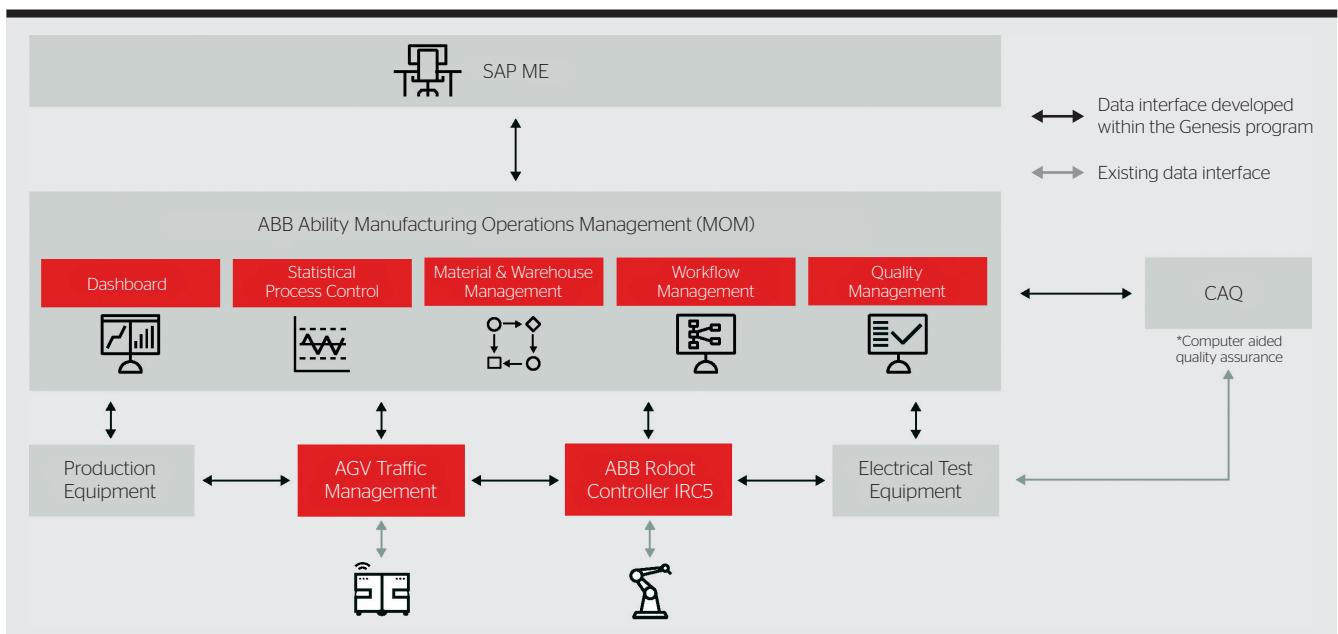 SAP ME
Data interface developed
within the Genesis program
Existing data interface
ABB Ability Manufacturing Operations Management (MOM)
Dashboard
Statistical
Process Control
Material & Warehouse
Management
Workflow
Management
Quality
Management
CAQ
*Computer aided
quality assurance
Production
Equipment
AGV Traffic
Management
ABB Robot
Controller IRC5
Electrical Test
Equipment